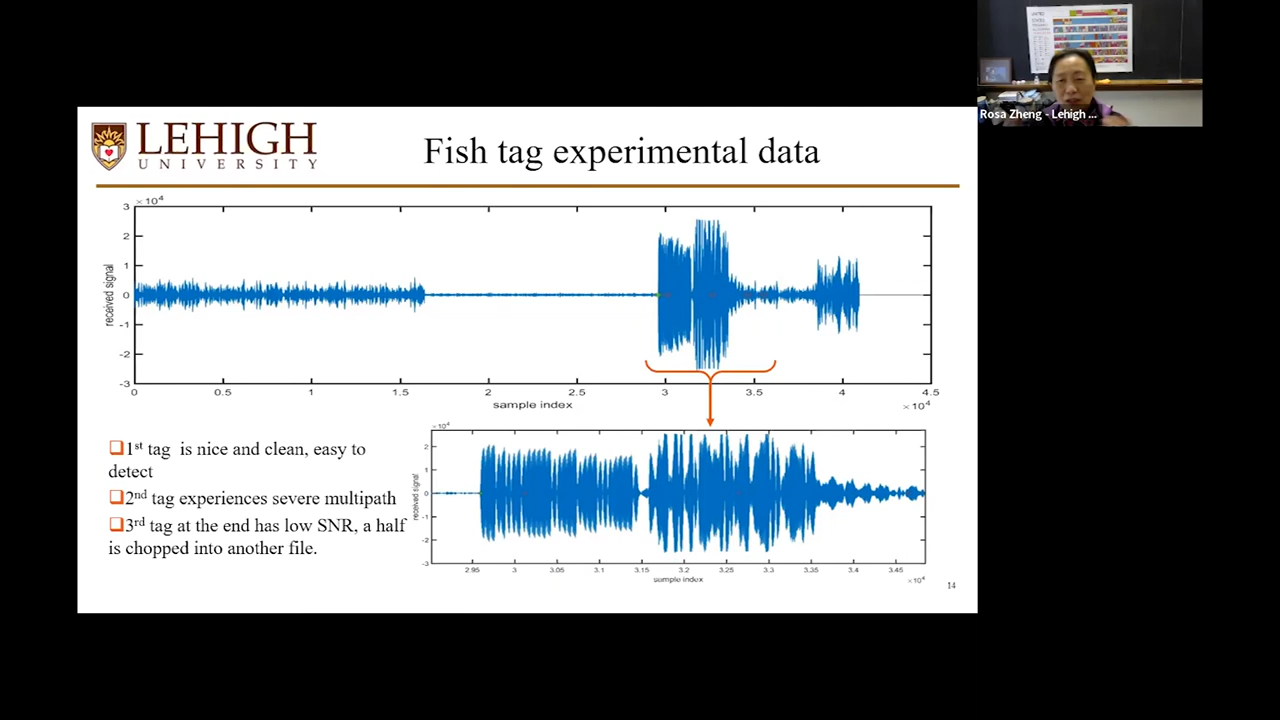 Rosa Zheng - Lehigh ...
LEHIGH
UNIVERSITY
Fish tag experimental data
×10⁴
3
2
1
0
-1
-2
-3
received signal
0 0.5 1 1.5 2 2.5 3 3.5 4 4.5
sample index
×10⁴
1st tag is nice and clean, easy to
detect
2nd tag experiences severe multipath
3rd tag at the end has low SNR, a half
is chopped into another file.
×10⁴
2
1
0
-1
-2
-3
received signal
2.95 3 3.05 3.1 3.15 3.2 3.25 3.3 3.35 3.4 3.45
sample index
×10⁴
14